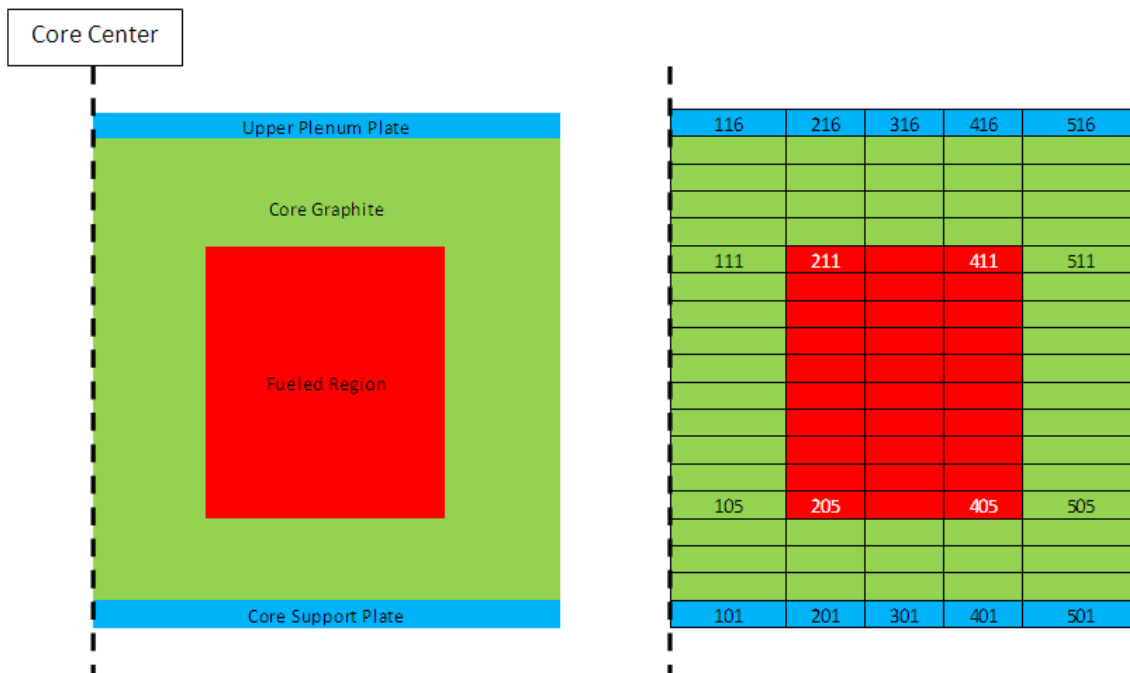 Core Center
Upper Plenum Plate
Core Graphite
Fueled Region
Core Support Plate
116 216 316 416 516
111 211 411 511
105 205 405 505
101 201 301 401 501